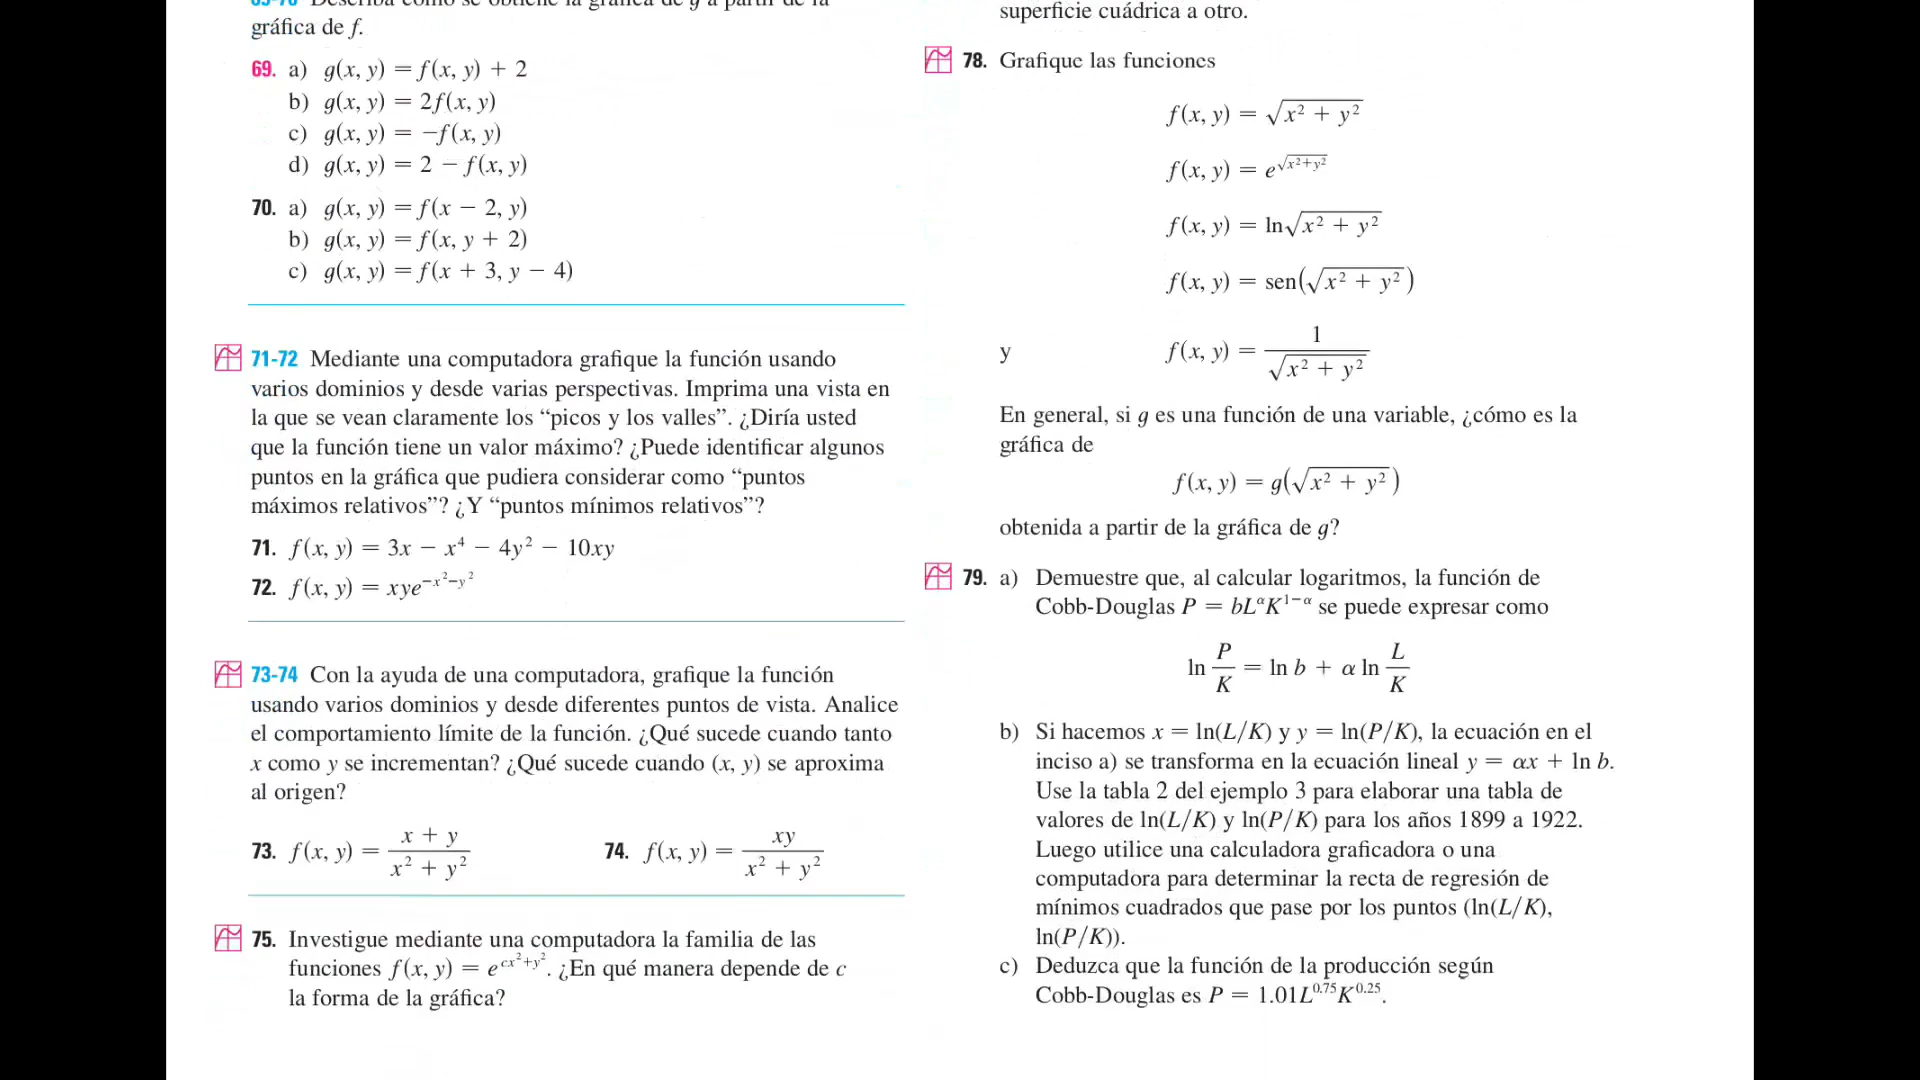 gráfica de f.
69. a) g(x, y) = f(x, y) + 2
b) g(x, y) = 2f(x, y)
c) g(x, y) = −f(x, y)
d) g(x, y) = 2 − f(x, y)
70. a) g(x, y) = f(x − 2, y)
b) g(x, y) = f(x, y + 2)
c) g(x, y) = f(x + 3, y − 4)
71-72 Mediante una computadora grafique la función usando
varios dominios y desde varias perspectivas. Imprima una vista en
la que se vean claramente los “picos y los valles”. ¿Diría usted
que la función tiene un valor máximo? ¿Puede identificar algunos
puntos en la gráfica que pudiera considerar como “puntos
máximos relativos”? ¿Y “puntos mínimos relativos”?
71. f(x, y) = 3x − x⁴ − 4y² − 10xy
72. f(x, y) = xye^(−x²−y²)
73-74 Con la ayuda de una computadora, grafique la función
usando varios dominios y desde diferentes puntos de vista. Analice
el comportamiento límite de la función. ¿Qué sucede cuando tanto
x como y se incrementan? ¿Qué sucede cuando (x, y) se aproxima
al origen?
73. f(x, y) = (x + y)/(x² + y²) 74. f(x, y) = xy/(x² + y²)
75. Investigue mediante una computadora la familia de las
funciones f(x, y) = e^(cx²+y²). ¿En qué manera depende de c
la forma de la gráfica?
superficie cuádrica a otro.
78. Grafique las funciones
f(x, y) = √(x² + y²)
f(x, y) = e^√(x²+y²)
f(x, y) = ln√(x² + y²)
f(x, y) = sen(√(x² + y²))
y f(x, y) = 1/√(x² + y²)
En general, si g es una función de una variable, ¿cómo es la
gráfica de
f(x, y) = g(√(x² + y²))
obtenida a partir de la gráfica de g?
79. a) Demuestre que, al calcular logaritmos, la función de
Cobb-Douglas P = bL^αK^(1−α) se puede expresar como
ln P/K = ln b + α ln L/K
b) Si hacemos x = ln(L/K) y y = ln(P/K), la ecuación en el
inciso a) se transforma en la ecuación lineal y = αx + ln b.
Use la tabla 2 del ejemplo 3 para elaborar una tabla de
valores de ln(L/K) y ln(P/K) para los años 1899 a 1922.
Luego utilice una calculadora graficadora o una
computadora para determinar la recta de regresión de
mínimos cuadrados que pase por los puntos (ln(L/K),
ln(P/K)).
c) Deduzca que la función de la producción según
Cobb-Douglas es P = 1.01L^0.75K^0.25.